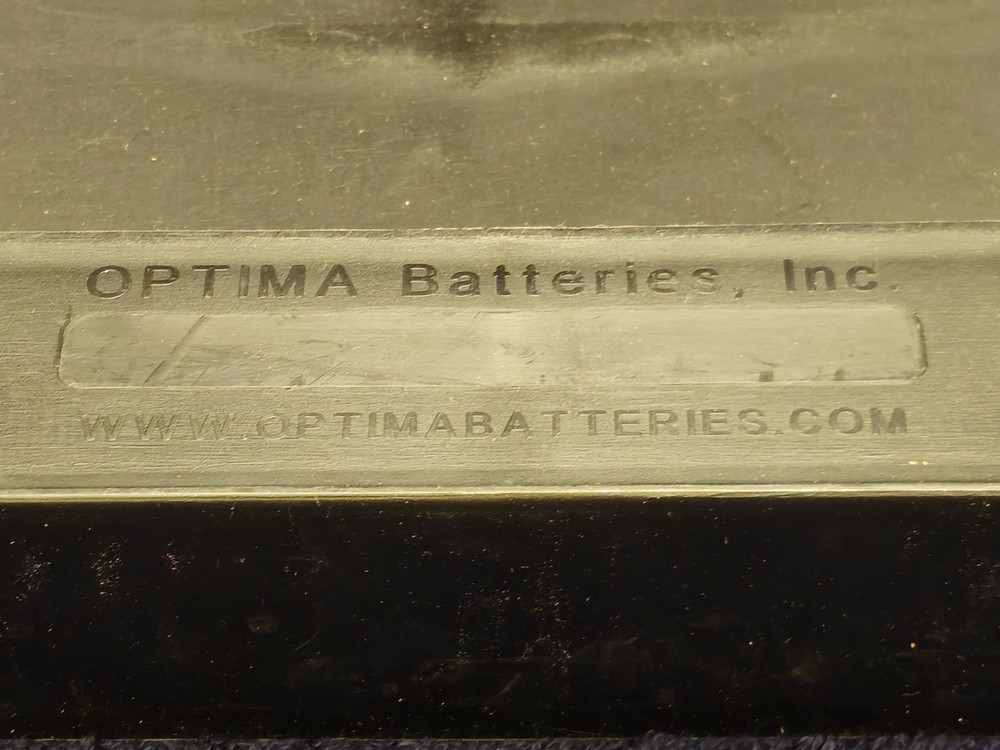 OPTIMA Batteries, Inc.
WWW.OPTIMABATTERIES.COM